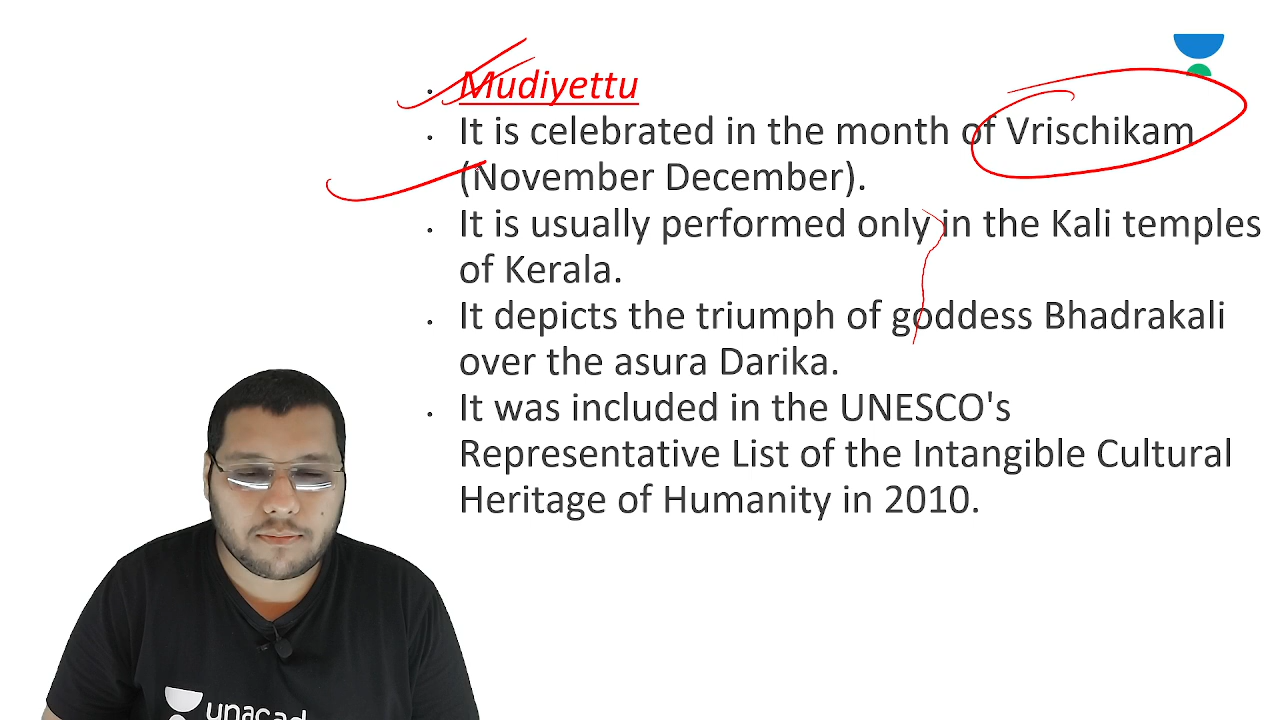 Mudiyettu
It is celebrated in the month of Vrischikam
(November December).
It is usually performed only in the Kali temples
of Kerala.
It depicts the triumph of goddess Bhadrakali
over the asura Darika.
It was included in the UNESCO's
Representative List of the Intangible Cultural
Heritage of Humanity in 2010.
unacad